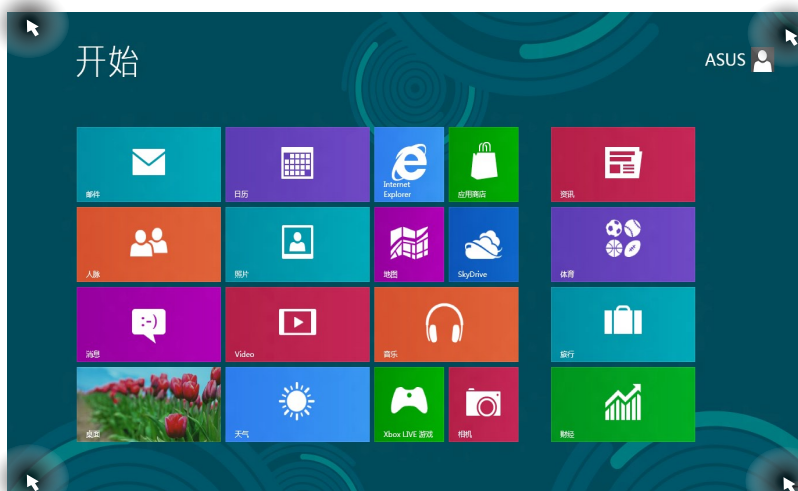 开始
ASUS
邮件
日历
Internet
Explorer
应用商店
资讯
人脉
照片
地图
SkyDrive
体育
消息
Video
音乐
旅行
桌面
天气
Xbox LIVE 游戏
相机
财经